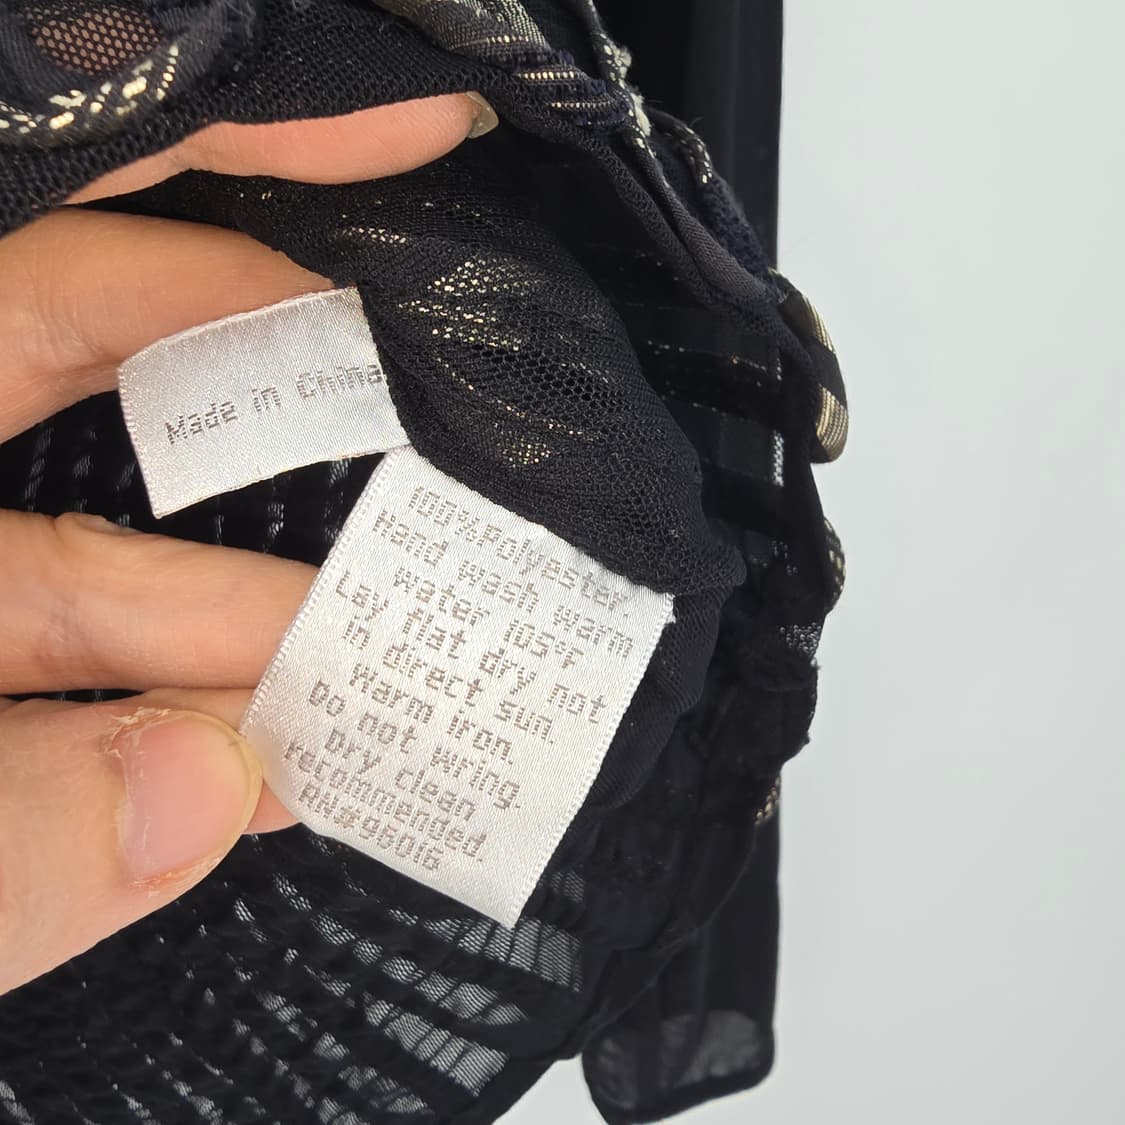 Made in China.
100%Polyester.
Hand wash warm
water 105°F
Lay flat dry not
in direct sun.
Warm iron.
Do not wring.
Dry clean
recommended.
RN#96016